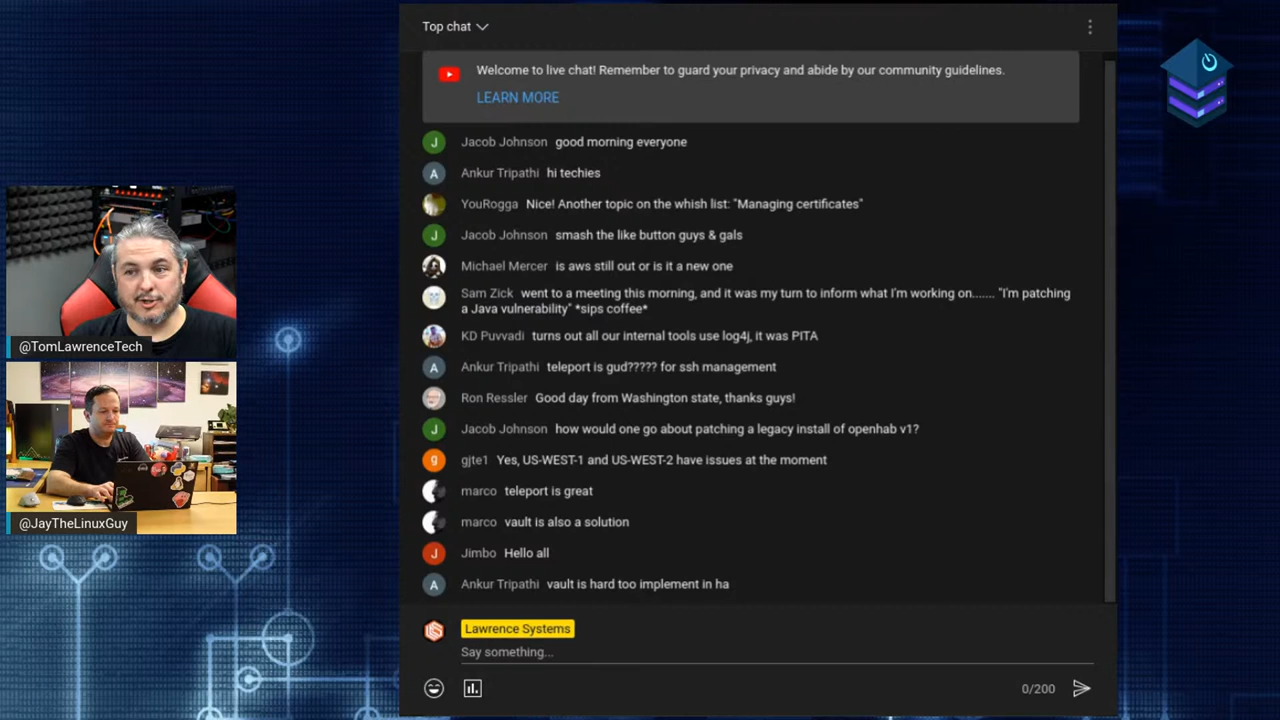 Top chat
Welcome to live chat! Remember to guard your privacy and abide by our community guidelines.
LEARN MORE
J Jacob Johnson good morning everyone
A Ankur Tripathi hi techies
YouRogga Nice! Another topic on the whish list: "Managing certificates"
J Jacob Johnson smash the like button guys & gals
Michael Mercer is aws still out or is it a new one
Sam Zick went to a meeting this morning, and it was my turn to inform what I'm working on....... "I'm patching
a Java vulnerability" *sips coffee*
KD Puvvadi turns out all our internal tools use log4j, it was PITA
A Ankur Tripathi teleport is gud????? for ssh management
Ron Ressler Good day from Washington state, thanks guys!
J Jacob Johnson how would one go about patching a legacy install of openhab v1?
g gjte1 Yes, US-WEST-1 and US-WEST-2 have issues at the moment
marco teleport is great
marco vault is also a solution
J Jimbo Hello all
A Ankur Tripathi vault is hard too implement in ha
Lawrence Systems
Say something...
0/200
@TomLawrenceTech
@JayTheLinuxGuy